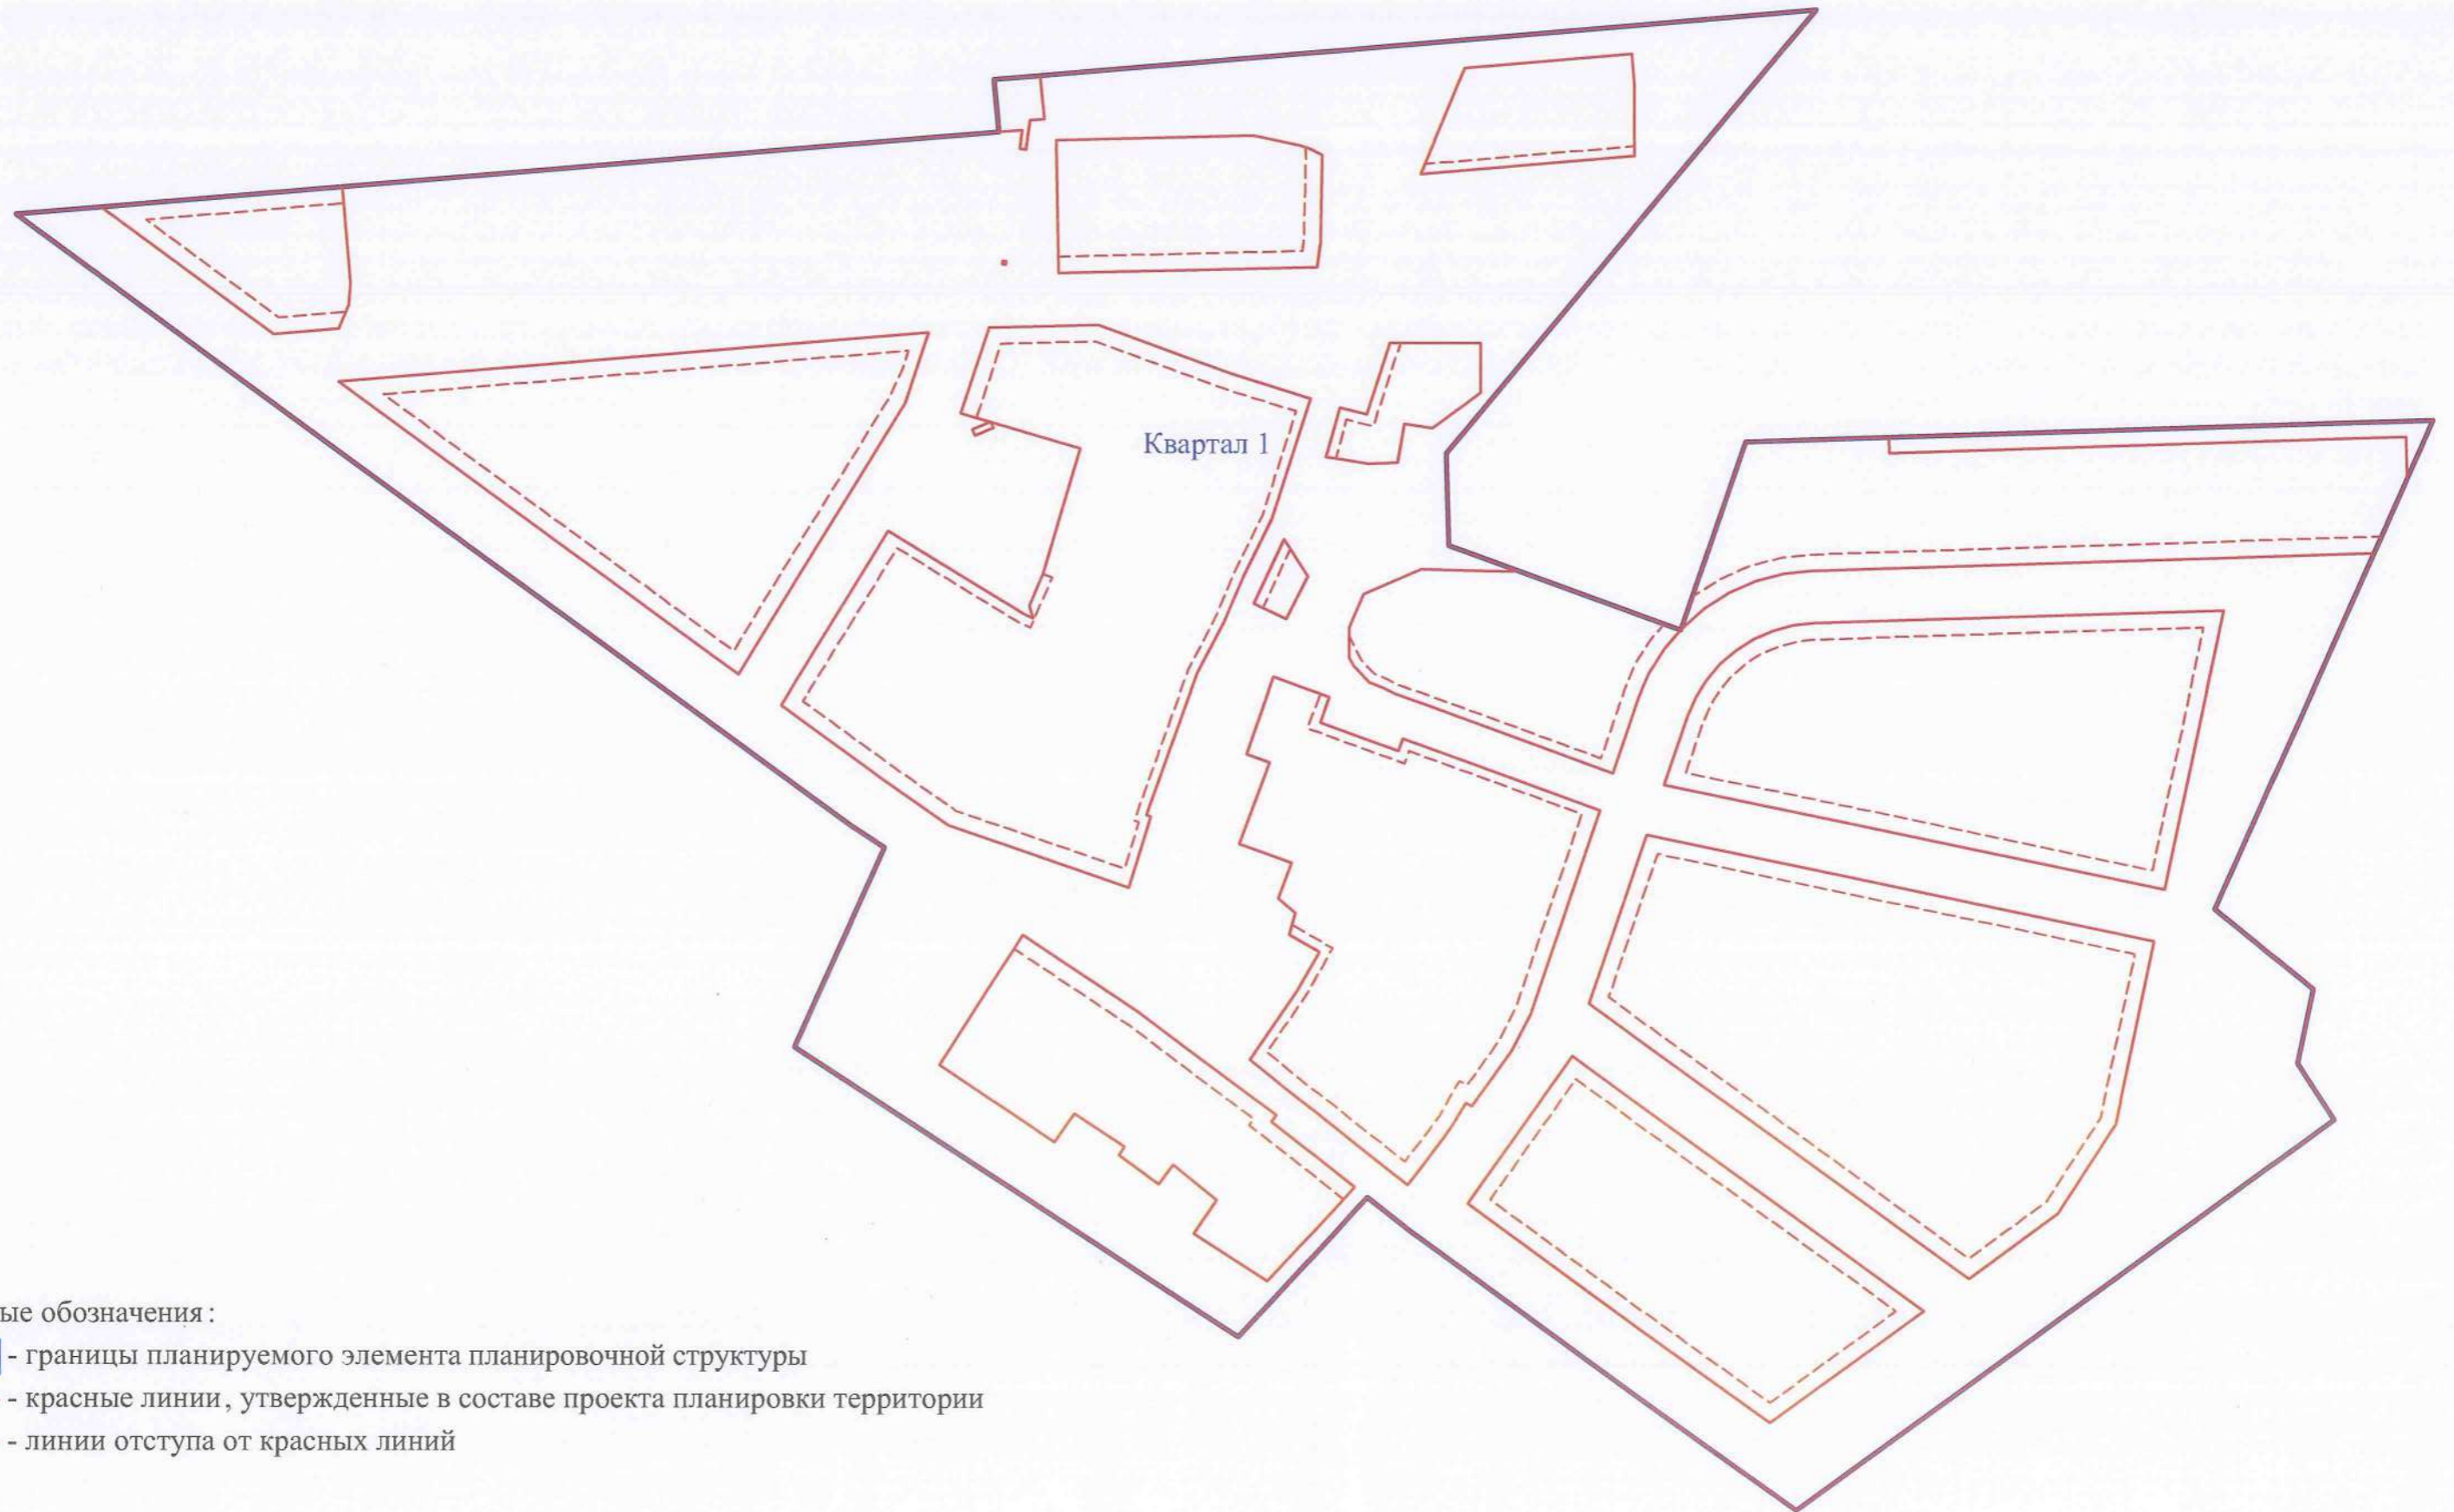 Квартал 1
ые обозначения:
- границы планируемого элемента планировочной структуры
- красные линии, утвержденные в составе проекта планировки территории
- линии отступа от красных линий